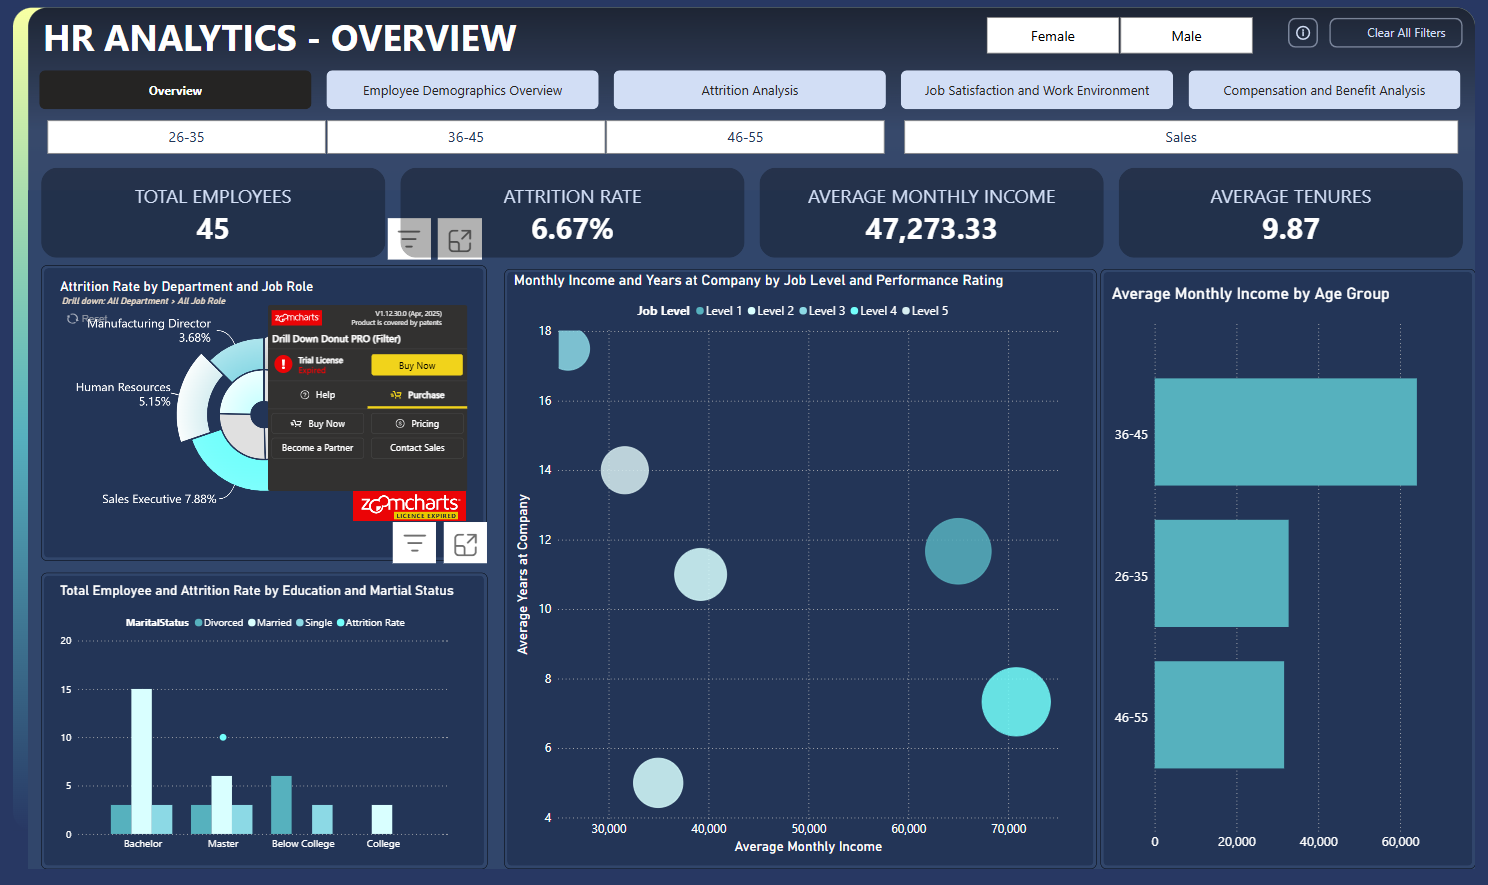 HR ANALYTICS - OVERVIEW
Female
Male
Clear All Filters
Overview
Employee Demographics Overview
Attrition Analysis
Job Satisfaction and Work Environment
Compensation and Benefit Analysis
26-35
36-45
46-55
Sales
TOTAL EMPLOYEES
45
ATTRITION RATE
6.67%
AVERAGE MONTHLY INCOME
47,273.33
AVERAGE TENURES
9.87
Attrition Rate by Department and Job Role
Drill down: All Department > All Job Role
Reset
Manufacturing Director
3.68%
Human Resources
5.15%
Sales Executive 7.88%
zoomcharts
V1.12.30.0 (Apr, 2025)
Product is covered by patents
Drill Down Donut PRO (Filter)
Trial License
Expired
Buy Now
Help
Purchase
Buy Now
Pricing
Become a Partner
Contact Sales
zoomcharts
LICENCE EXPIRED
Total Employee and Attrition Rate by Education and Martial Status
MaritalStatus Divorced Married Single Attrition Rate
20
15
10
5
0
Bachelor
Master
Below College
College
Monthly Income and Years at Company by Job Level and Performance Rating
Job Level Level 1 Level 2 Level 3 Level 4 Level 5
Average Years at Company
18
16
14
12
10
8
6
4
30,000
40,000
50,000
60,000
70,000
Average Monthly Income
Average Monthly Income by Age Group
36-45
26-35
46-55
0
20,000
40,000
60,000